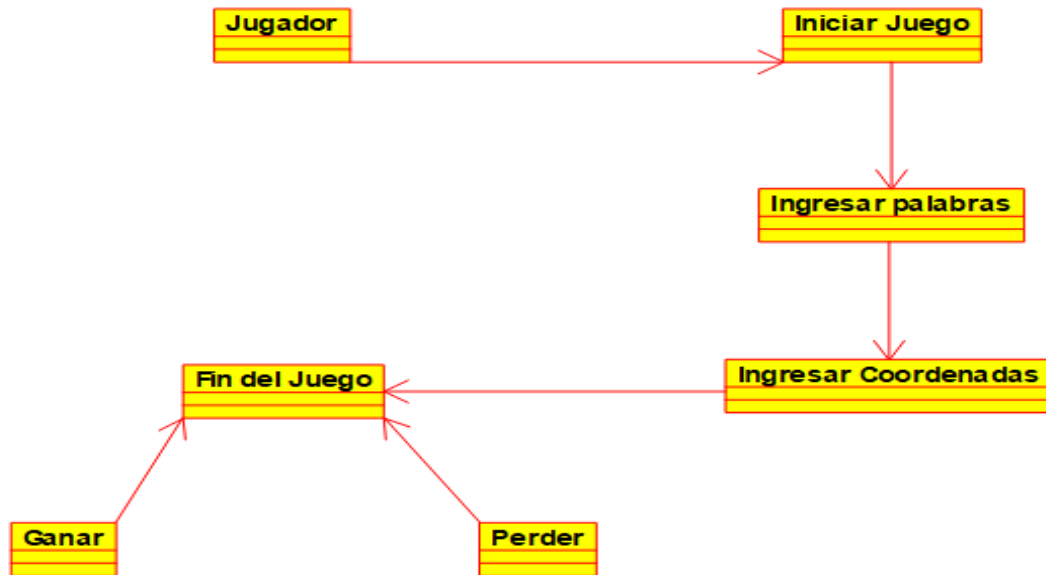 Jugador
Iniciar Juego
Ingresar palabras
Ingresar Coordenadas
Fin del Juego
Ganar
Perder